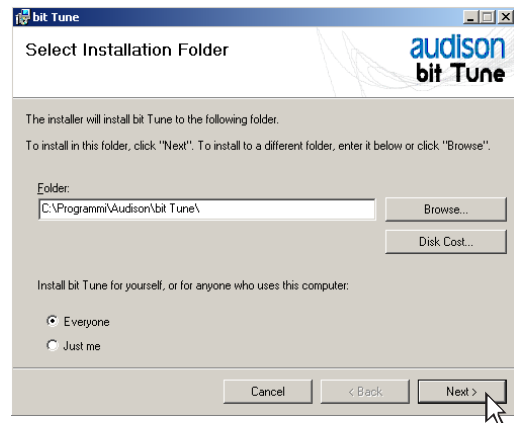 bit Tune
Select Installation Folder
audison
bit Tune
The installer will install bit Tune to the following folder.
To install in this folder, click "Next". To install to a different folder, enter it below or click "Browse".
Folder:
C:\Programmi\Audison\bit Tune\
Browse...
Disk Cost...
Install bit Tune for yourself, or for anyone who uses this computer:
Everyone
Just me
Cancel
< Back
Next >